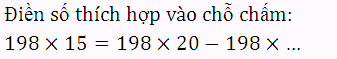 Điền số thích hợp vào chỗ chấm:
198 × 15 = 198 × 20 − 198 × ...